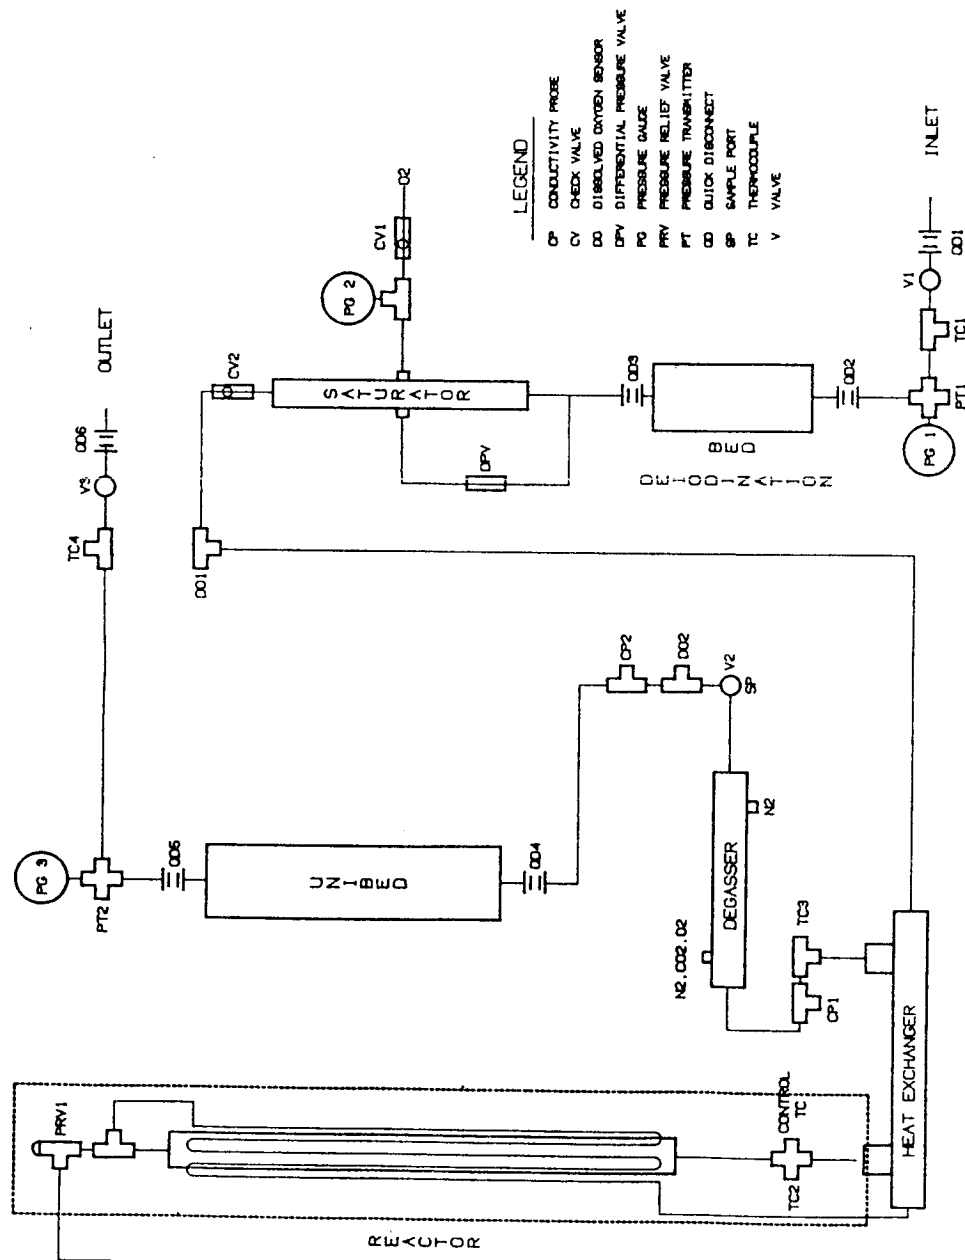 OUTLET
QD6
V3
TC4
PG 3
PT2
QD5
UNIBED
QD4
CP2
DO2
V2
SP
N2
DEGASSER
N2.CO2.O2
TC3
CP1
HEAT EXCHANGER
PRV1
CONTROL
TC
TC2
REACTOR
DO1
CV2
SATURATOR
PG 2
CV1
O2
DPV
QD3
BED
DEIODINATION
QD2
PG 1
PT1
TC1
V1
QD1
INLET
LEGEND
CP CONDUCTIVITY PROBE
CV CHECK VALVE
DO DISSOLVED OXYGEN SENSOR
DPV DIFFERENTIAL PRESSURE VALVE
PG PRESSURE GAUGE
PRV PRESSURE RELIEF VALVE
PT PRESSURE TRANSMITTER
QD QUICK DISCONNECT
SP SAMPLE PORT
TC THERMOCOUPLE
V VALVE